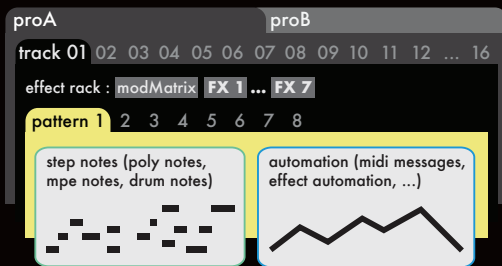 proA proB
track 01 02 03 04 05 06 07 08 09 10 11 12 ... 16
effect rack : modMatrix FX 1 ... FX 7
pattern 1 2 3 4 5 6 7 8
step notes (poly notes,
mpe notes, drum notes)
automation (midi messages,
effect automation, ...)